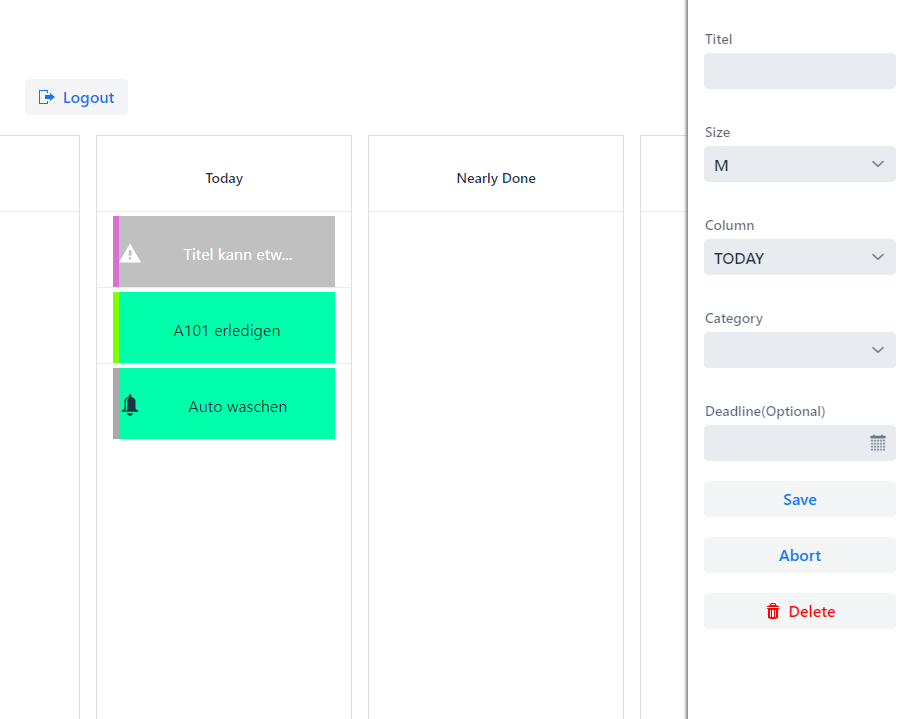 Logout
Today
Nearly Done
Titel kann etw...
A101 erledigen
Auto waschen
Titel
Size
M
Column
TODAY
Category
Deadline(Optional)
Save
Abort
Delete